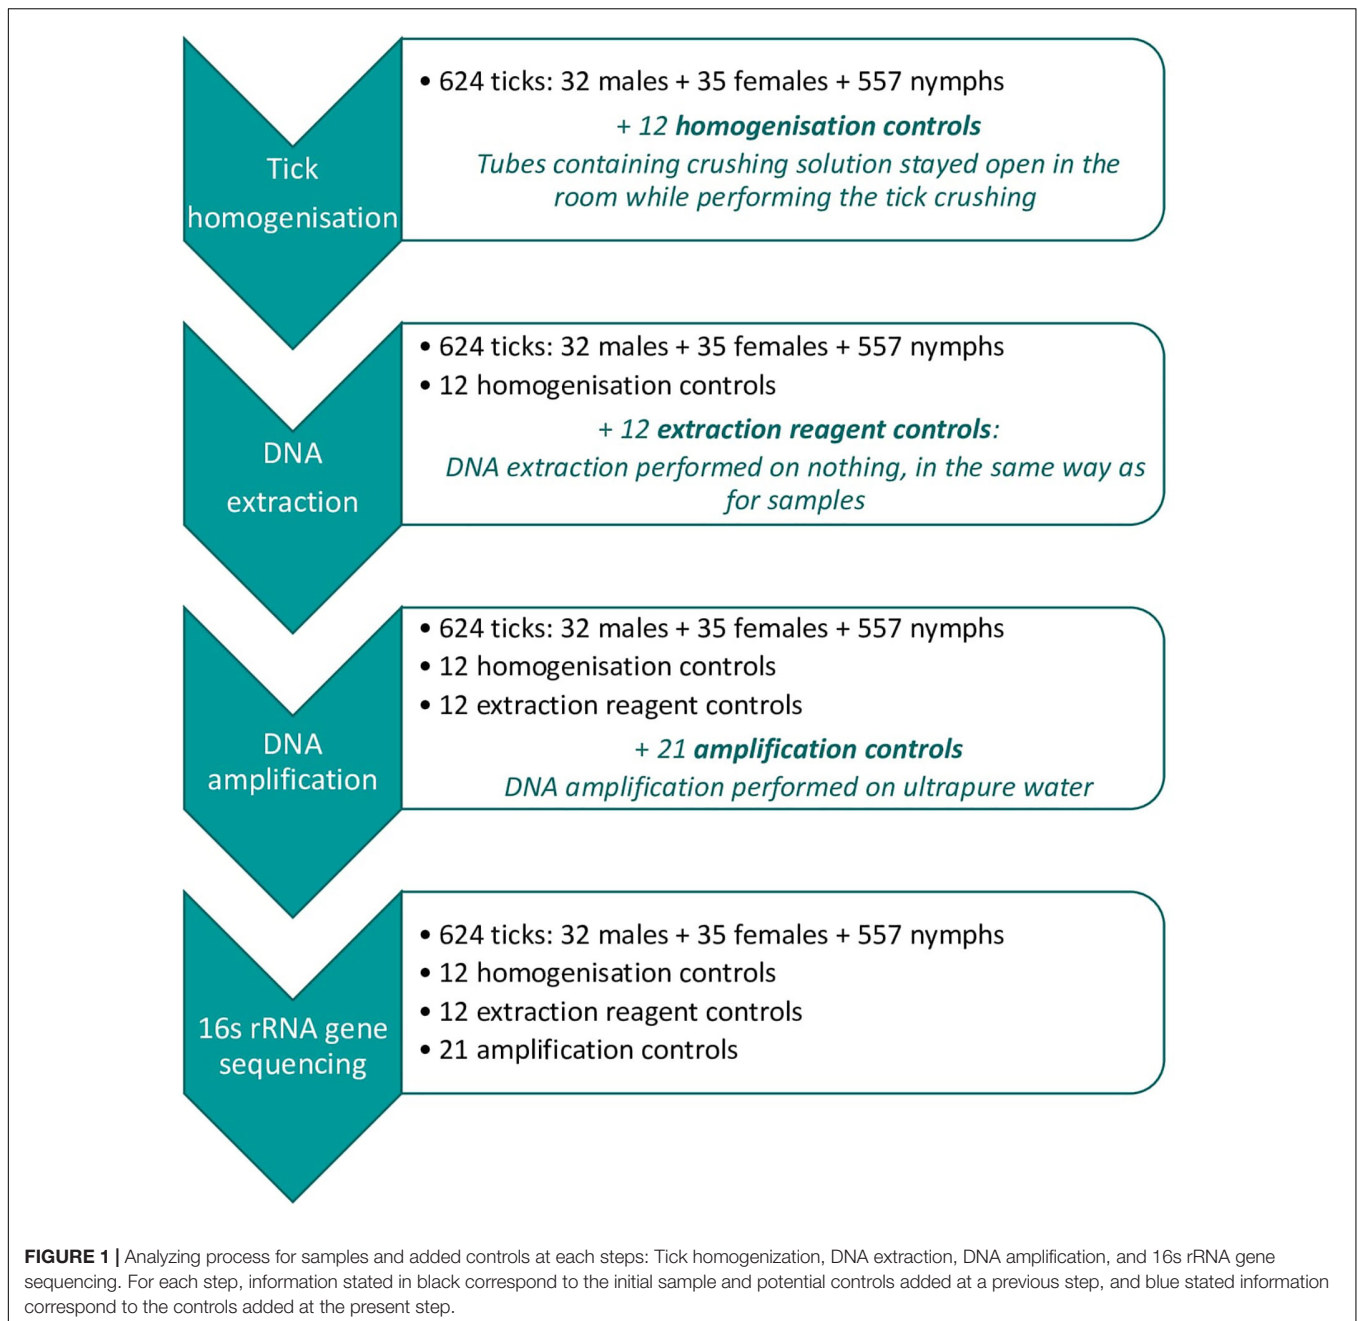 Tick
homogenisation
• 624 ticks: 32 males + 35 females + 557 nymphs
+ 12 homogenisation controls
Tubes containing crushing solution stayed open in the
room while performing the tick crushing
DNA
extraction
• 624 ticks: 32 males + 35 females + 557 nymphs
• 12 homogenisation controls
+ 12 extraction reagent controls:
DNA extraction performed on nothing, in the same way as
for samples
DNA
amplification
• 624 ticks: 32 males + 35 females + 557 nymphs
• 12 homogenisation controls
• 12 extraction reagent controls
+ 21 amplification controls
DNA amplification performed on ultrapure water
16s rRNA gene
sequencing
• 624 ticks: 32 males + 35 females + 557 nymphs
• 12 homogenisation controls
• 12 extraction reagent controls
• 21 amplification controls
FIGURE 1 | Analyzing process for samples and added controls at each steps: Tick homogenization, DNA extraction, DNA amplification, and 16s rRNA gene
sequencing. For each step, information stated in black correspond to the initial sample and potential controls added at a previous step, and blue stated information
correspond to the controls added at the present step.